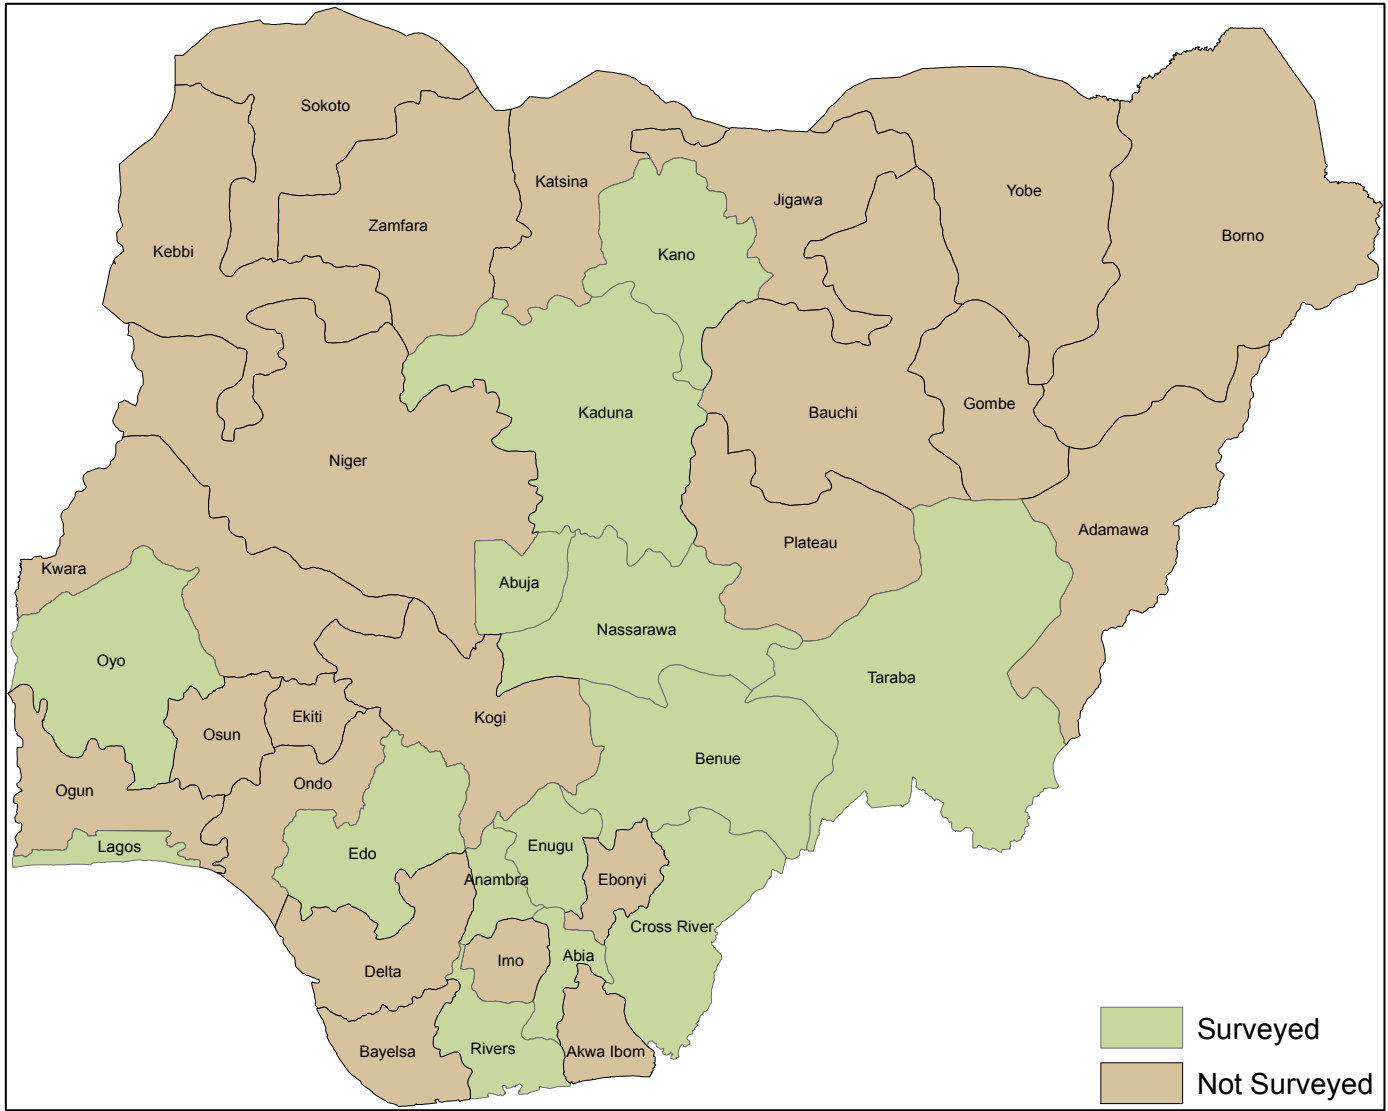 Sokoto
Katsina
Zamfara
Jigawa
Yobe
Borno
Kebbi
Kano
Kaduna
Bauchi
Gombe
Niger
Adamawa
Plateau
Kwara
Abuja
Nassarawa
Oyo
Taraba
Ekiti
Kogi
Osun
Benue
Ondo
Ogun
Lagos
Edo
Enugu
Anambra
Ebonyi
Cross River
Abia
Imo
Delta
Rivers
Bayelsa
Akwa Ibom
Surveyed
Not Surveyed